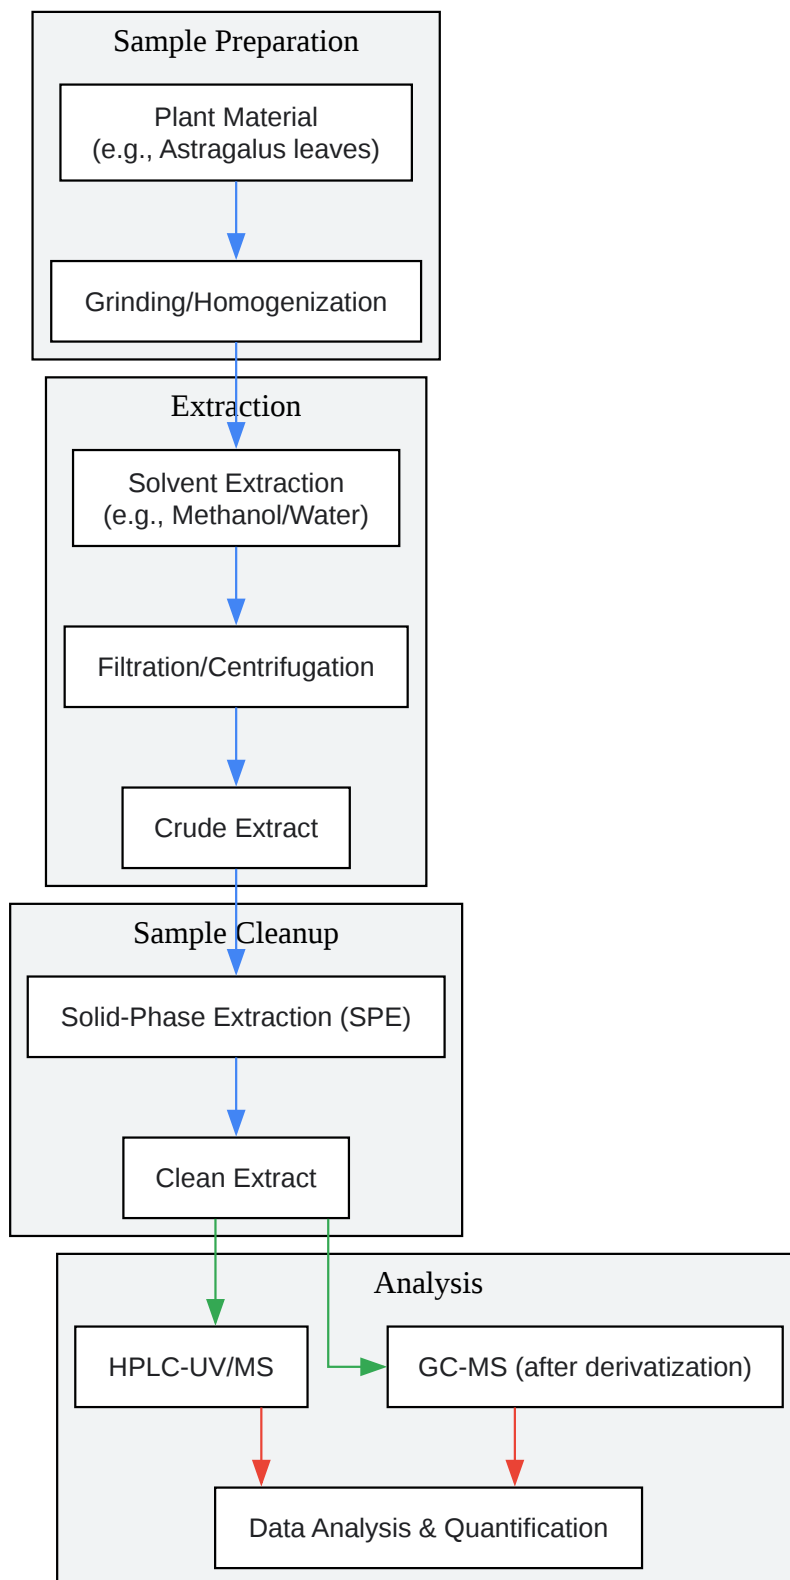 Sample Preparation
Plant Material
(e.g., Astragalus leaves)
Grinding/Homogenization
Extraction
Solvent Extraction
(e.g., Methanol/Water)
Filtration/Centrifugation
Crude Extract
Sample Cleanup
Solid-Phase Extraction (SPE)
Clean Extract
Analysis
HPLC-UV/MS
GC-MS (after derivatization)
Data Analysis & Quantification